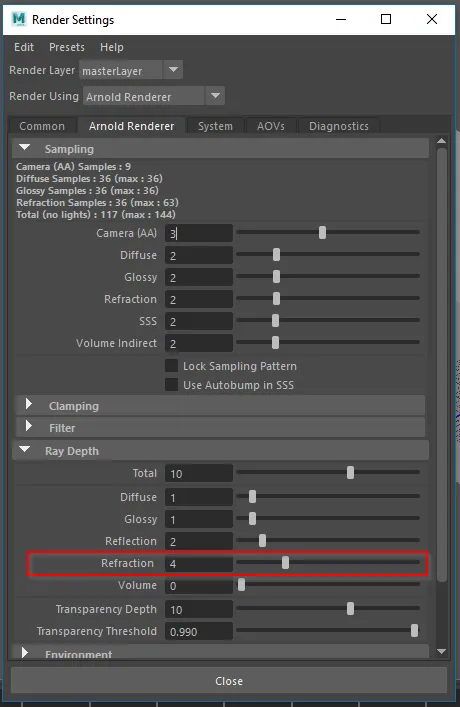 Render Settings
Edit Presets Help
Render Layer masterLayer
Render Using Arnold Renderer
Common Arnold Renderer System AOVs Diagnostics
Sampling
Camera (AA) Samples : 9
Diffuse Samples : 36 (max : 36)
Glossy Samples : 36 (max : 36)
Refraction Samples : 36 (max : 63)
Total (no lights) : 117 (max : 144)
Camera (AA) 3
Diffuse 2
Glossy 2
Refraction 2
SSS 2
Volume Indirect 2
Lock Sampling Pattern
Use Autobump in SSS
Clamping
Filter
Ray Depth
Total 10
Diffuse 1
Glossy 1
Reflection 2
Refraction 4
Volume 0
Transparency Depth 10
Transparency Threshold 0.990
Environment
Close